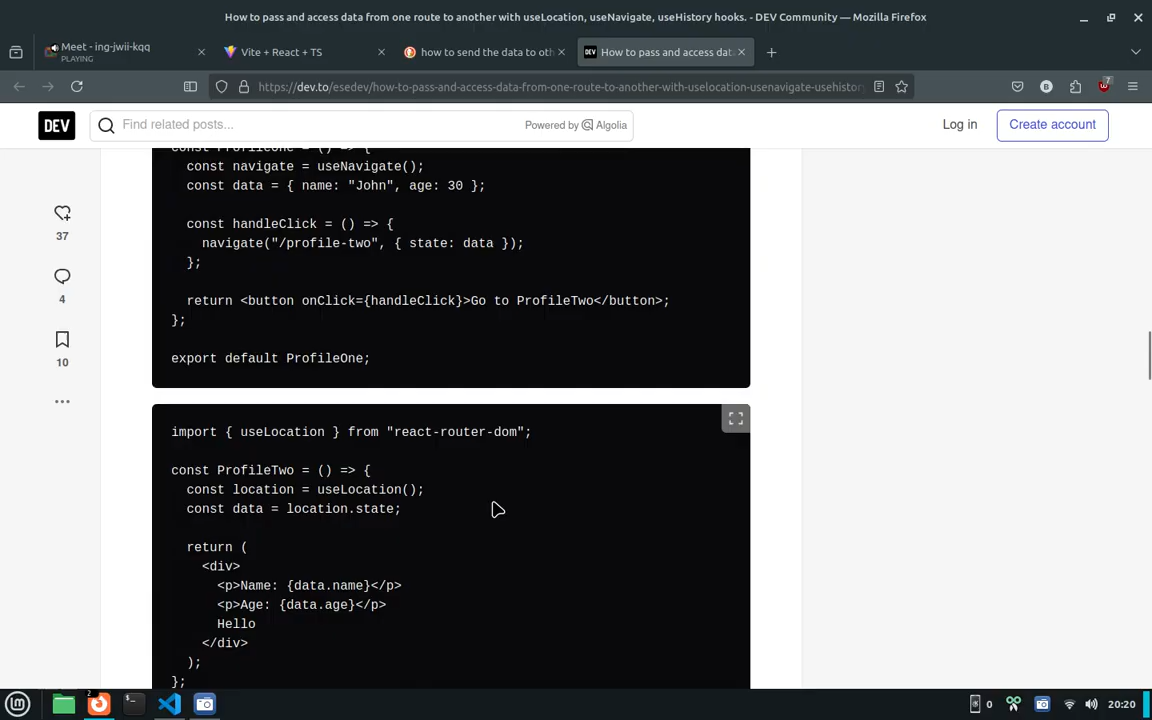 How to pass and access data from one route to another with useLocation, useNavigate, useHistory hooks. - DEV Community — Mozilla Firefox
Meet - ing-jwii-kqq
PLAYING
Vite + React + TS
how to send the data to oth
DEV
How to pass and access dat
https://dev.to/esedev/how-to-pass-and-access-data-from-one-route-to-another-with-uselocation-usenavigate-usehistory
7
DEV
Find related posts...
Powered by Algolia
Log in
Create account
const ProfileOne = () => {
const navigate = useNavigate();
const data = { name: "John", age: 30 };
const handleClick = () => {
navigate("/profile-two", { state: data });
};
return <button onClick={handleClick}>Go to ProfileTwo</button>;
};
export default ProfileOne;
37
4
10
import { useLocation } from "react-router-dom";
const ProfileTwo = () => {
const location = useLocation();
const data = location.state;
return (
<div>
<p>Name: {data.name}</p>
<p>Age: {data.age}</p>
Hello
</div>
);
};
2
0
20:20